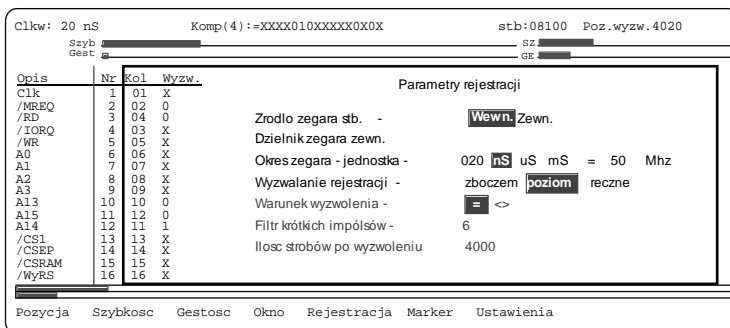 Clkw: 20 nS Komp(4):=XXXX010XXXXX0X0X stb:08100 Poz.wyzw.4020
Szyb SZ
Gest GE
Opis Nr Kol Wyzw.
Clk 1 01 X
/MREQ 2 02 0
/RD 3 04 0
/IORQ 4 03 X
/WR 5 05 X
A0 6 06 X
A1 7 07 X
A2 8 08 X
A3 9 09 X
A13 10 10 0
A15 11 12 0
A14 12 11 1
/CS1 13 13 X
/CSEP 14 14 X
/CSRAM 15 15 X
/WyRS 16 16 X
Parametry rejestracji
Zrodlo zegara stb. - Wewn. Zewn.
Dzielnik zegara zewn.
Okres zegara - jednostka - 020 nS uS mS = 50 Mhz
Wyzwalanie rejestracji - zboczem poziom reczne
Warunek wyzwolenia - = <>
Filtr krótkich impólsów - 6
Ilosc strobów po wyzwoleniu 4000
Pozycja Szybkosc Gestosc Okno Rejestracja Marker Ustawienia